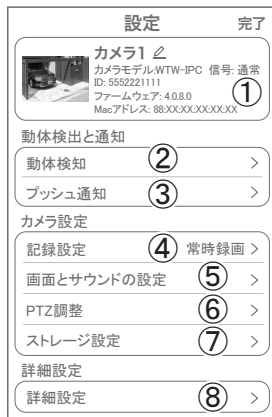 設定 完了
カメラ1
カメラモデル:WTW-IPC 信号: 通常
ID: 5552221111
ファームウェア: 4.0.8.0
Macアドレス: 88:XX:XX:XX:XX:XX
①
動体検出と通知
動体検知 ② >
プッシュ通知 ③ >
カメラ設定
記録設定 ④ 常時録画 >
画面とサウンドの設定 ⑤ >
PTZ調整 ⑥ >
ストレージ設定 ⑦ >
詳細設定
詳細設定 ⑧ >